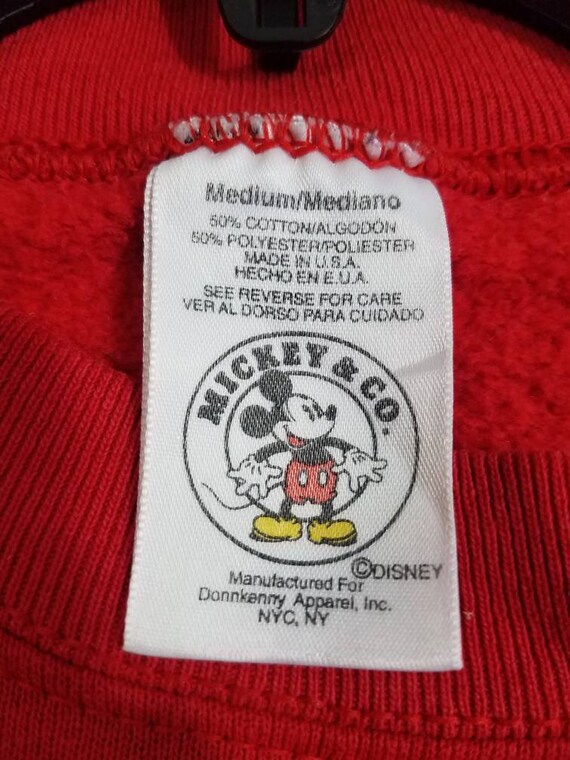 Medium/Mediano
50% COTTON/ALGODÓN
50% POLYESTER/POLIESTER
MADE IN U.S.A.
HECHO EN E.U.A.
SEE REVERSE FOR CARE
VER AL DORSO PARA CUIDADO
MICKEY & CO.
©DISNEY
Manufactured For
Donnkenny Apparel, Inc.
NYC, NY